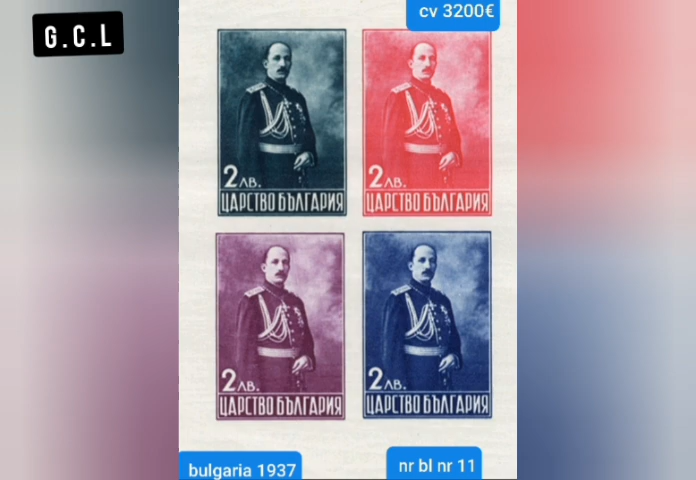 G.C.L
cv 3200€
2 ЛВ.
ЦАРСТВО БЪЛГАРИЯ
2 ЛВ.
ЦАРСТВО БЪЛГАРИЯ
2 ЛВ.
ЦАРСТВО БЪЛГАРИЯ
2 ЛВ.
ЦАРСТВО БЪЛГАРИЯ
bulgaria 1937
nr bl nr 11